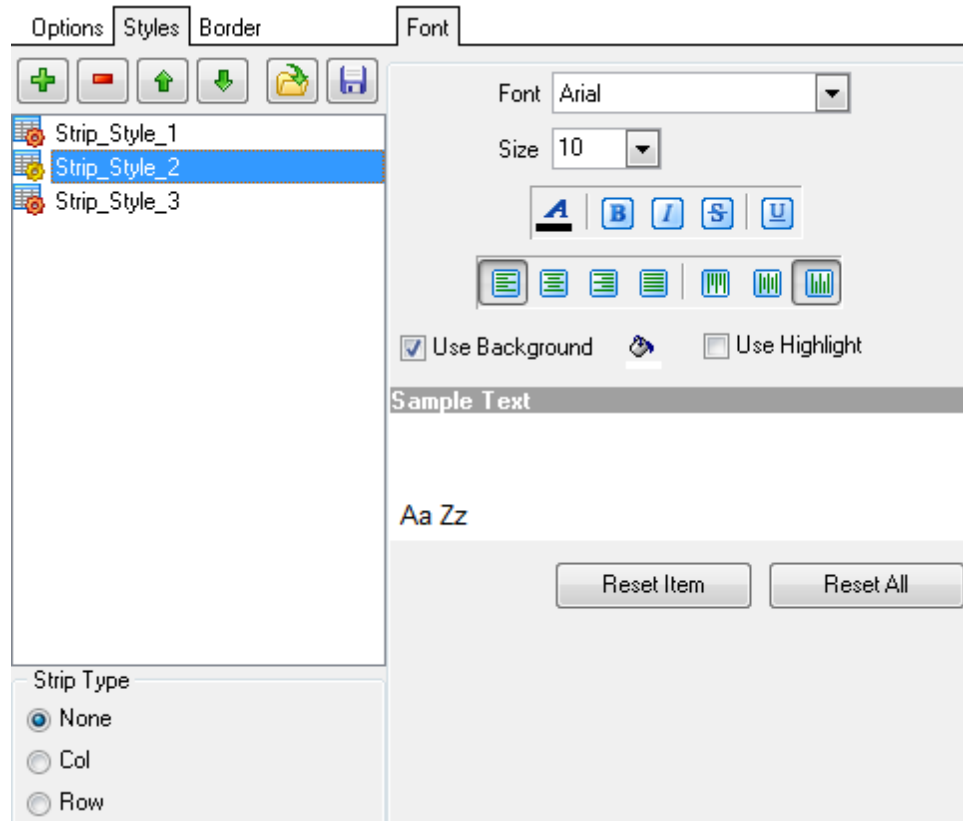 Options Styles Border
Strip_Style_1
Strip_Style_2
Strip_Style_3
Strip Type
None
Col
Row
Font
Font Arial
Size 10
A B I S U
Use Background Use Highlight
Sample Text
Aa Zz
Reset Item Reset All